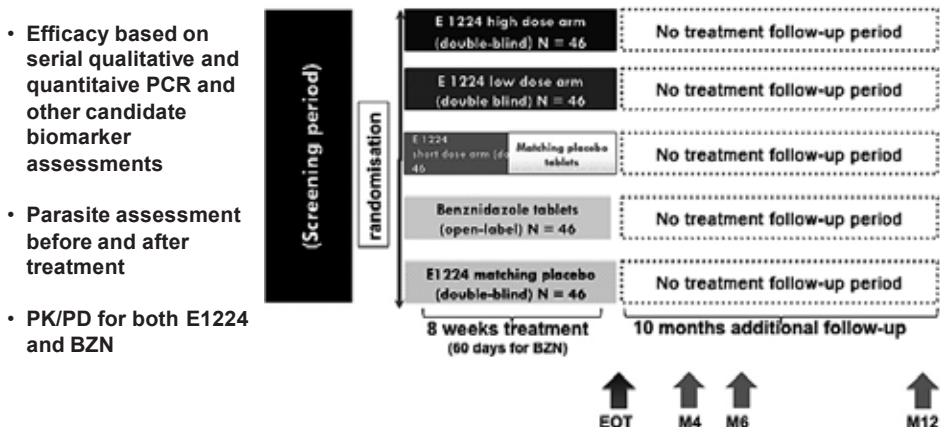 • Efficacy based on
serial qualitative and
quantitaive PCR and
other candidate
biomarker
assessments
• Parasite assessment
before and after
treatment
• PK/PD for both E1224
and BZN
(Screening period)
randomisation
E 1224 high dose arm
(double-blind) N = 46
No treatment follow-up period
E 1224 low dose arm
(double blind) N = 46
No treatment follow-up period
E 1224
short dose arm (do
46
Matching placebo
tablets
No treatment follow-up period
Benznidazole tablets
(open-label) N = 46
No treatment follow-up period
E1224 matching placebo
(double-blind) N = 46
No treatment follow-up period
8 weeks treatment
(60 days for BZN)
10 months additional follow-up
EOT
M4
M6
M12